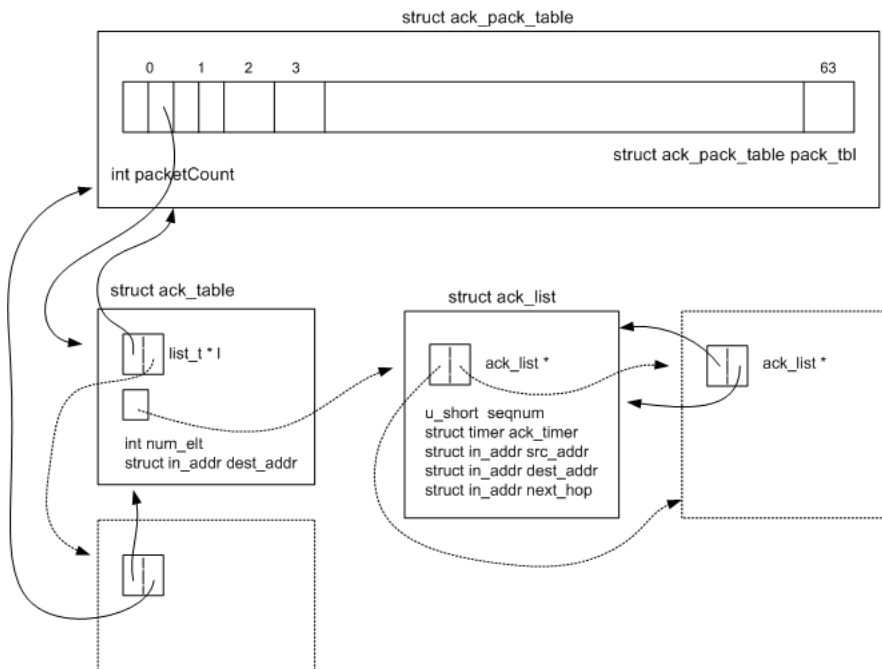 struct ack_pack_table
0 1 2 3 63
struct ack_pack_table pack_tbl
int packetCount
struct ack_table
list_t * l
int num_elt
struct in_addr dest_addr
struct ack_list
ack_list *
u_short seqnum
struct timer ack_timer
struct in_addr src_addr
struct in_addr dest_addr
struct in_addr next_hop
ack_list *